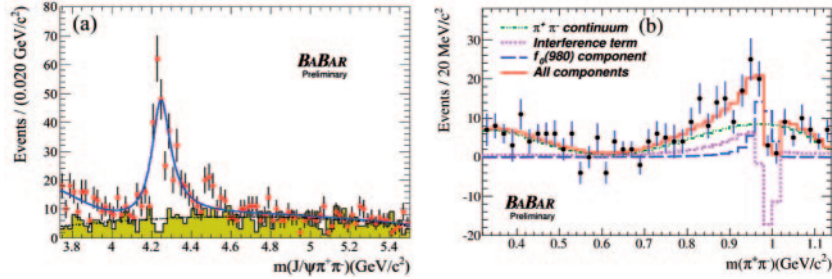 (a)
BABAR
Preliminary
Events / (0.020 GeV/c²)
80
70
60
50
40
30
20
10
0
3.8 4 4.2 4.4 4.6 4.8 5 5.2 5.4
m(J/ψπ⁺π⁻)(GeV/c²)
(b)
π⁺ π⁻ continuum
Interference term
f₀(980) component
All components
BABAR
Preliminary
Events / 20 MeV/c²
40
30
20
10
0
-10
-20
0.4 0.5 0.6 0.7 0.8 0.9 1 1.1
m(π⁺π⁻)(GeV/c²)